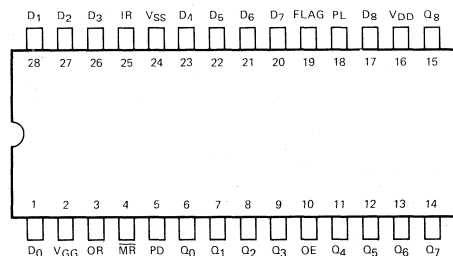 D1 D2 D3 IR VSS D4 D5 D6 D7 FLAG PL D8 VDD Q8
28 27 26 25 24 23 22 21 20 19 18 17 16 15
1 2 3 4 5 6 7 8 9 10 11 12 13 14
D0 VGG OR M̅R̅ PD Q0 Q1 Q2 Q3 OE Q4 Q5 Q6 Q7